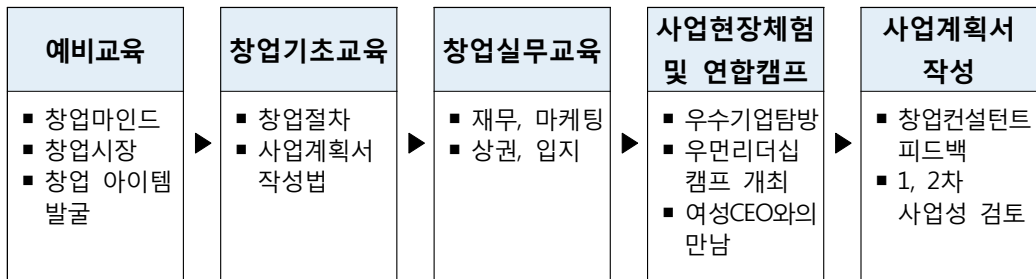 예비교육
■ 창업마인드
■ 창업시장
■ 창업 아이템
발굴
▶
창업기초교육
■ 창업절차
■ 사업계획서
작성법
▶
창업실무교육
■ 재무, 마케팅
■ 상권, 입지
▶
사업현장체험
및 연합캠프
■ 우수기업탐방
■ 우먼리더십
캠프 개최
■ 여성CEO와의
만남
▶
사업계획서
작성
■ 창업컨설턴트
피드백
■ 1, 2차
사업성 검토